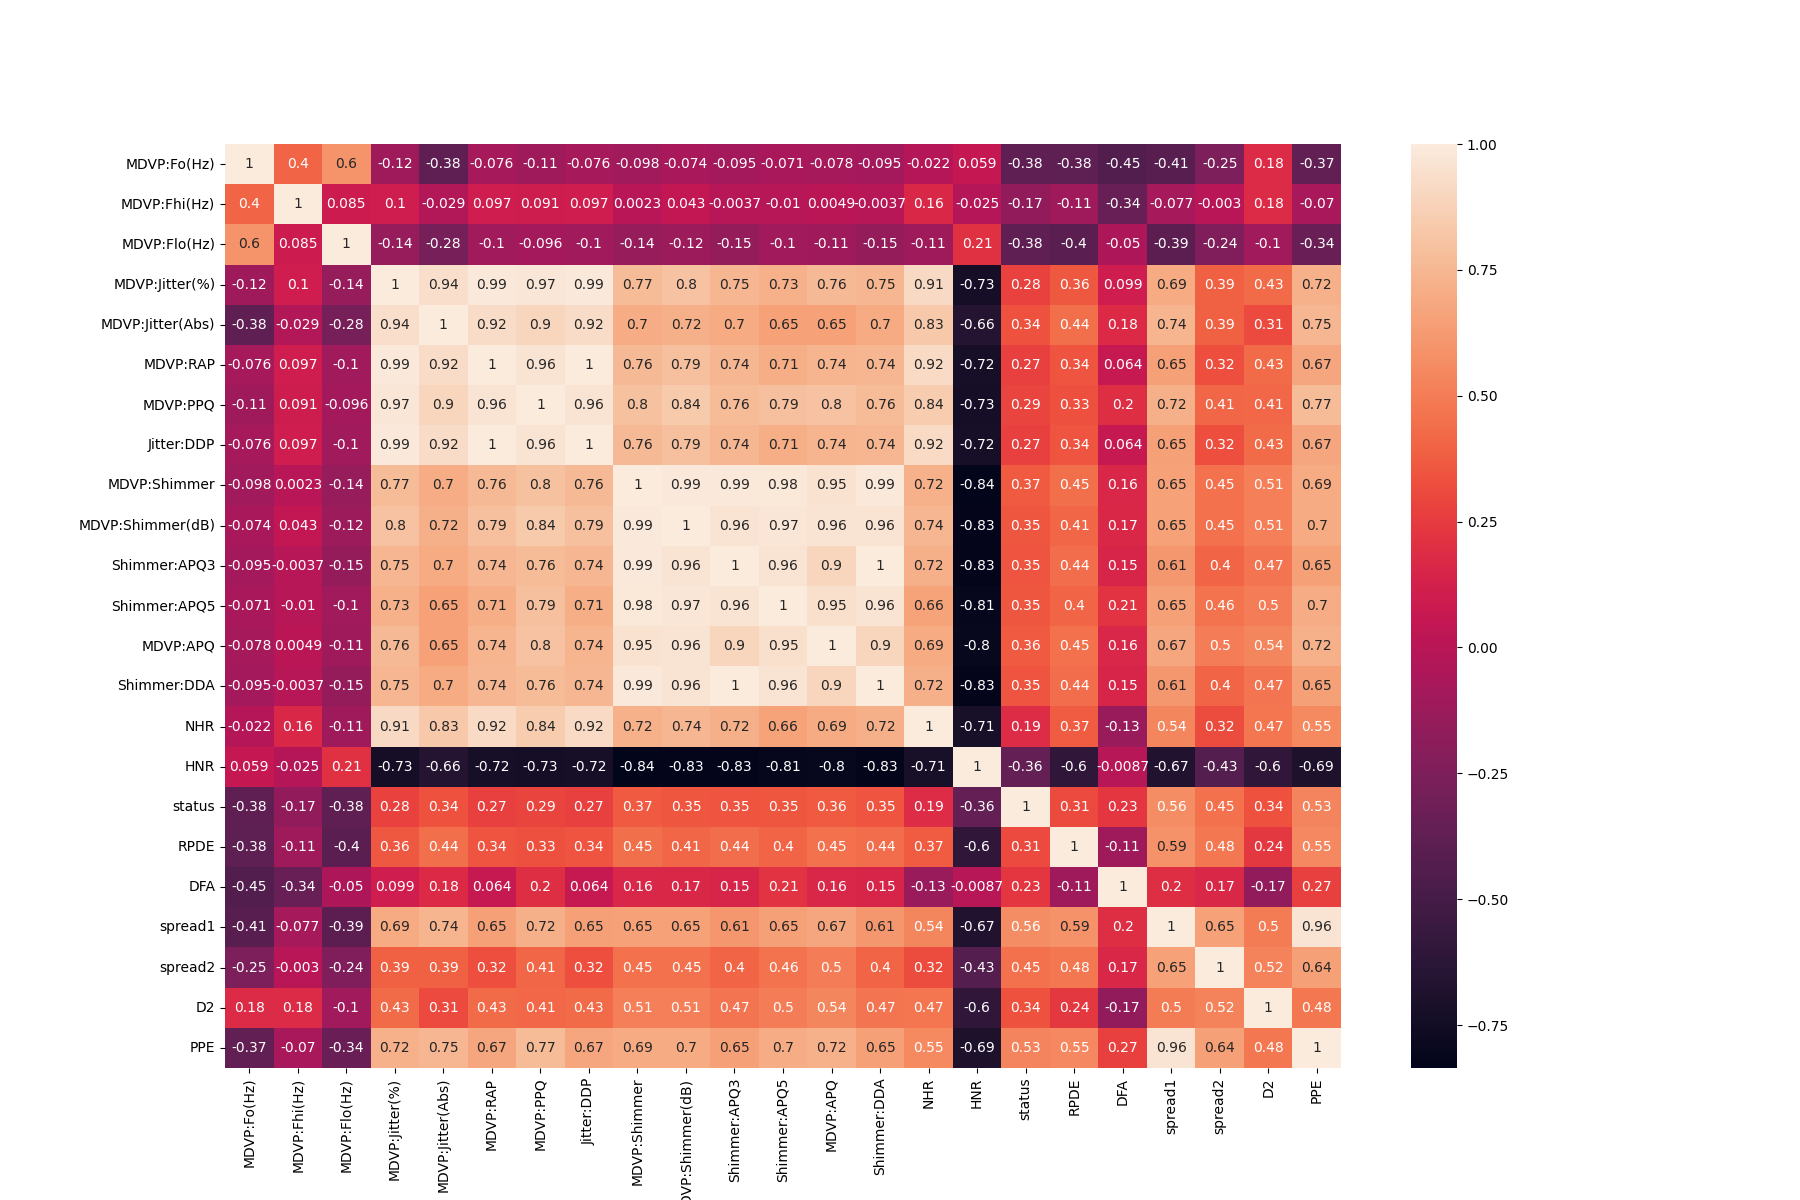 MDVP:Fo(Hz) 1 0.4 0.6 -0.12 -0.38 -0.076 -0.11 -0.076 -0.098 -0.074 -0.095 -0.071 -0.078 -0.095 -0.022 0.059 -0.38 -0.38 -0.45 -0.41 -0.25 0.18 -0.37 1.00
MDVP:Fhi(Hz) 0.4 1 0.085 0.1 -0.029 0.097 0.091 0.097 0.0023 0.043 -0.0037 -0.01 0.0049 -0.0037 0.16 -0.025 -0.17 -0.11 -0.34 -0.077 -0.003 0.18 -0.07
MDVP:Flo(Hz) 0.6 0.085 1 -0.14 -0.28 -0.1 -0.096 -0.1 -0.14 -0.12 -0.15 -0.1 -0.11 -0.15 -0.11 0.21 -0.38 -0.4 -0.05 -0.39 -0.24 -0.1 -0.34
MDVP:Jitter(%) -0.12 0.1 -0.14 1 0.94 0.99 0.97 0.99 0.77 0.8 0.75 0.73 0.76 0.75 0.91 -0.73 0.28 0.36 0.099 0.69 0.39 0.43 0.72 0.75
MDVP:Jitter(Abs) -0.38 -0.029 -0.28 0.94 1 0.92 0.9 0.92 0.7 0.72 0.7 0.65 0.65 0.7 0.83 -0.66 0.34 0.44 0.18 0.74 0.39 0.31 0.75
MDVP:RAP -0.076 0.097 -0.1 0.99 0.92 1 0.96 1 0.76 0.79 0.74 0.71 0.74 0.74 0.92 -0.72 0.27 0.34 0.064 0.65 0.32 0.43 0.67
MDVP:PPQ -0.11 0.091 -0.096 0.97 0.9 0.96 1 0.96 0.8 0.84 0.76 0.79 0.8 0.76 0.84 -0.73 0.29 0.33 0.2 0.72 0.41 0.41 0.77 0.50
Jitter:DDP -0.076 0.097 -0.1 0.99 0.92 1 0.96 1 0.76 0.79 0.74 0.71 0.74 0.74 0.92 -0.72 0.27 0.34 0.064 0.65 0.32 0.43 0.67
MDVP:Shimmer -0.098 0.0023 -0.14 0.77 0.7 0.76 0.8 0.76 1 0.99 0.99 0.98 0.95 0.99 0.72 -0.84 0.37 0.45 0.16 0.65 0.45 0.51 0.69
MDVP:Shimmer(dB) -0.074 0.043 -0.12 0.8 0.72 0.79 0.84 0.79 0.99 1 0.96 0.97 0.96 0.96 0.74 -0.83 0.35 0.41 0.17 0.65 0.45 0.51 0.7 0.25
Shimmer:APQ3 -0.095 -0.0037 -0.15 0.75 0.7 0.74 0.76 0.74 0.99 0.96 1 0.96 0.9 1 0.72 -0.83 0.35 0.44 0.15 0.61 0.4 0.47 0.65
Shimmer:APQ5 -0.071 -0.01 -0.1 0.73 0.65 0.71 0.79 0.71 0.98 0.97 0.96 1 0.95 0.96 0.66 -0.81 0.35 0.4 0.21 0.65 0.46 0.5 0.7
MDVP:APQ -0.078 0.0049 -0.11 0.76 0.65 0.74 0.8 0.74 0.95 0.96 0.9 0.95 1 0.9 0.69 -0.8 0.36 0.45 0.16 0.67 0.5 0.54 0.72 0.00
Shimmer:DDA -0.095 -0.0037 -0.15 0.75 0.7 0.74 0.76 0.74 0.99 0.96 1 0.96 0.9 1 0.72 -0.83 0.35 0.44 0.15 0.61 0.4 0.47 0.65
NHR -0.022 0.16 -0.11 0.91 0.83 0.92 0.84 0.92 0.72 0.74 0.72 0.66 0.69 0.72 1 -0.71 0.19 0.37 -0.13 0.54 0.32 0.47 0.55
HNR 0.059 -0.025 0.21 -0.73 -0.66 -0.72 -0.73 -0.72 -0.84 -0.83 -0.83 -0.81 -0.8 -0.83 -0.71 1 -0.36 -0.6 -0.0087 -0.67 -0.43 -0.6 -0.69 −0.25
status -0.38 -0.17 -0.38 0.28 0.34 0.27 0.29 0.27 0.37 0.35 0.35 0.35 0.36 0.35 0.19 -0.36 1 0.31 0.23 0.56 0.45 0.34 0.53
RPDE -0.38 -0.11 -0.4 0.36 0.44 0.34 0.33 0.34 0.45 0.41 0.44 0.4 0.45 0.44 0.37 -0.6 0.31 1 -0.11 0.59 0.48 0.24 0.55
DFA -0.45 -0.34 -0.05 0.099 0.18 0.064 0.2 0.064 0.16 0.17 0.15 0.21 0.16 0.15 -0.13 -0.0087 0.23 -0.11 1 0.2 0.17 -0.17 0.27 −0.50
spread1 -0.41 -0.077 -0.39 0.69 0.74 0.65 0.72 0.65 0.65 0.65 0.61 0.65 0.67 0.61 0.54 -0.67 0.56 0.59 0.2 1 0.65 0.5 0.96
spread2 -0.25 -0.003 -0.24 0.39 0.39 0.32 0.41 0.32 0.45 0.45 0.4 0.46 0.5 0.4 0.32 -0.43 0.45 0.48 0.17 0.65 1 0.52 0.64
D2 0.18 0.18 -0.1 0.43 0.31 0.43 0.41 0.43 0.51 0.51 0.47 0.5 0.54 0.47 0.47 -0.6 0.34 0.24 -0.17 0.5 0.52 1 0.48 −0.75
PPE -0.37 -0.07 -0.34 0.72 0.75 0.67 0.77 0.67 0.69 0.7 0.65 0.7 0.72 0.65 0.55 -0.69 0.53 0.55 0.27 0.96 0.64 0.48 1
MDVP:Fo(Hz)
MDVP:Fhi(Hz)
MDVP:Flo(Hz)
MDVP:Jitter(%)
MDVP:Jitter(Abs)
MDVP:RAP
MDVP:PPQ
Jitter:DDP
MDVP:Shimmer
DVP:Shimmer(dB)
Shimmer:APQ3
Shimmer:APQ5
MDVP:APQ
Shimmer:DDA
NHR
HNR
status
RPDE
DFA
spread1
spread2
D2
PPE